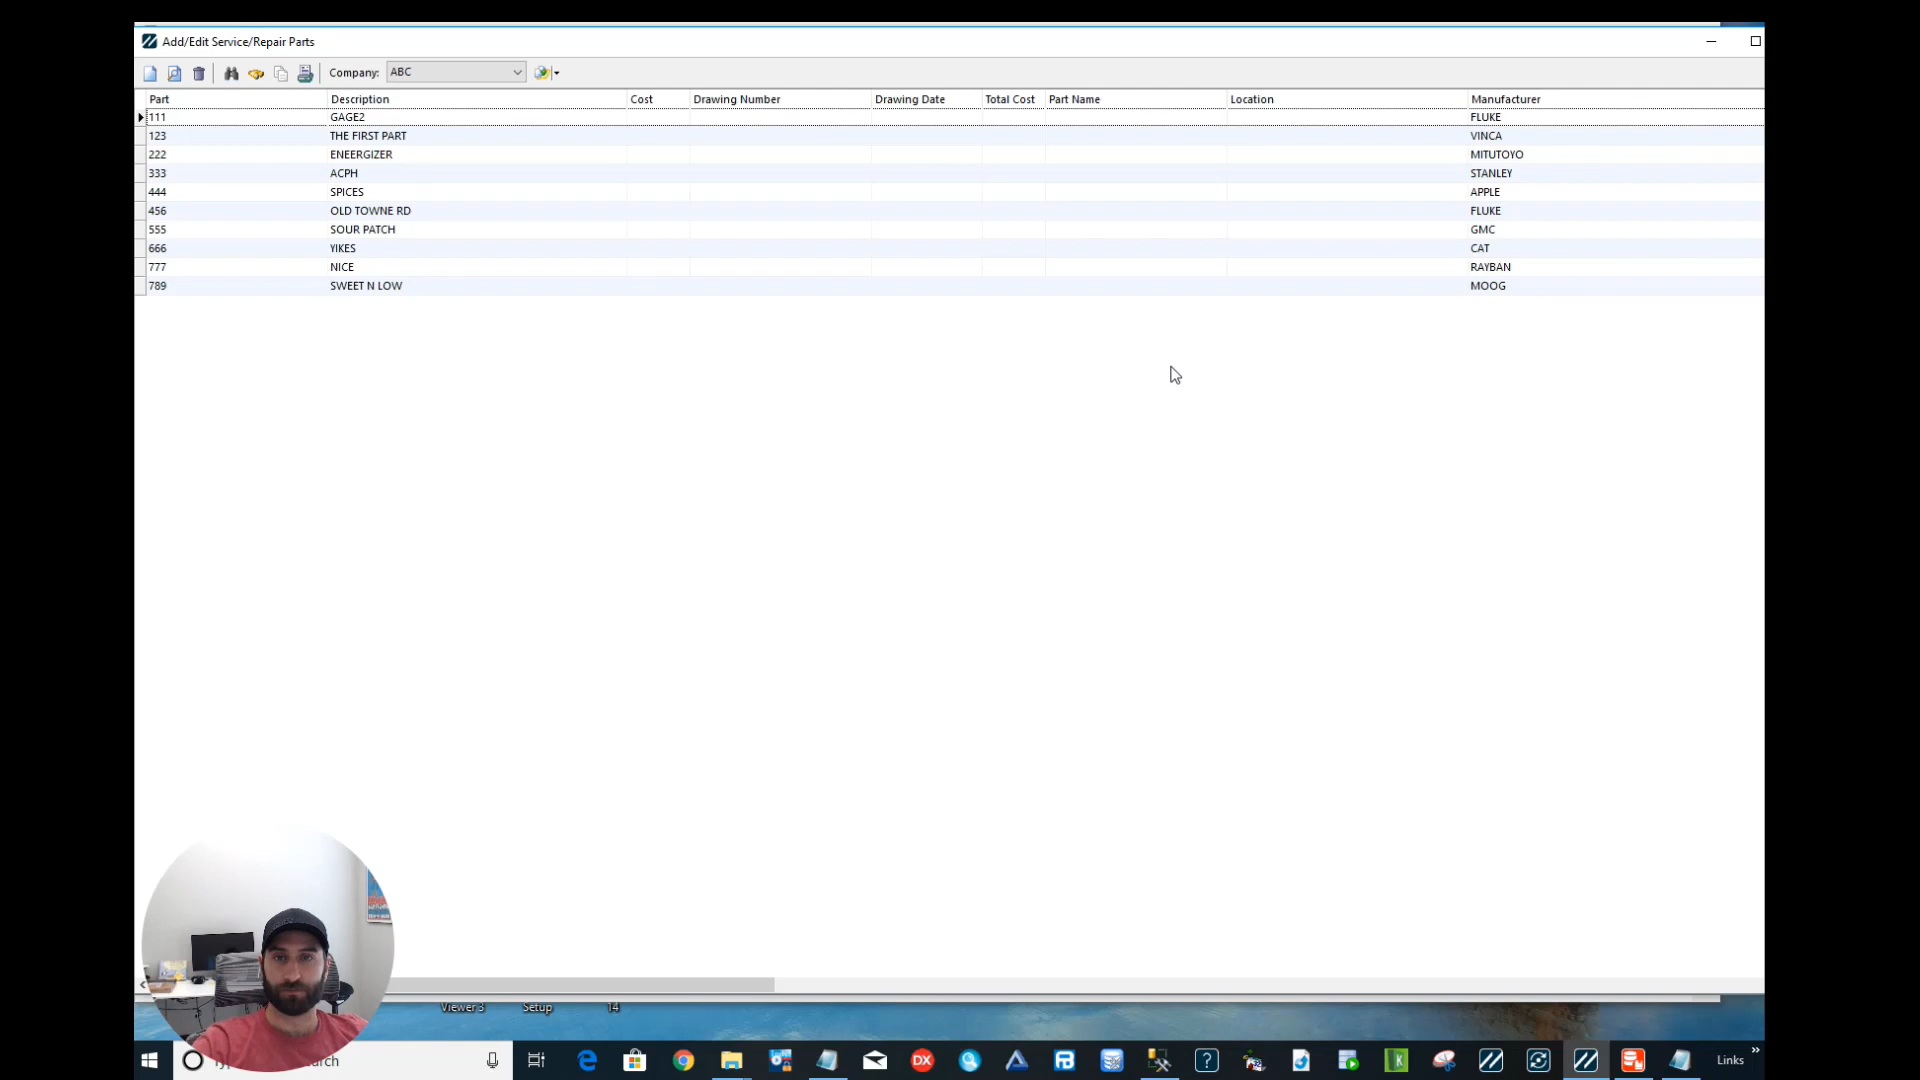 Add/Edit Service/Repair Parts
Company: ABC
Part Description Cost Drawing Number Drawing Date Total Cost Part Name Location Manufacturer
111 GAGE2 FLUKE
123 THE FIRST PART VINCA
222 ENEERGIZER MITUTOYO
333 ACPH STANLEY
444 SPICES APPLE
456 OLD TOWNE RD FLUKE
555 SOUR PATCH GMC
666 YIKES CAT
777 NICE RAYBAN
789 SWEET N LOW MOOG
Viewer 3 Setup 14
DX ? K Links